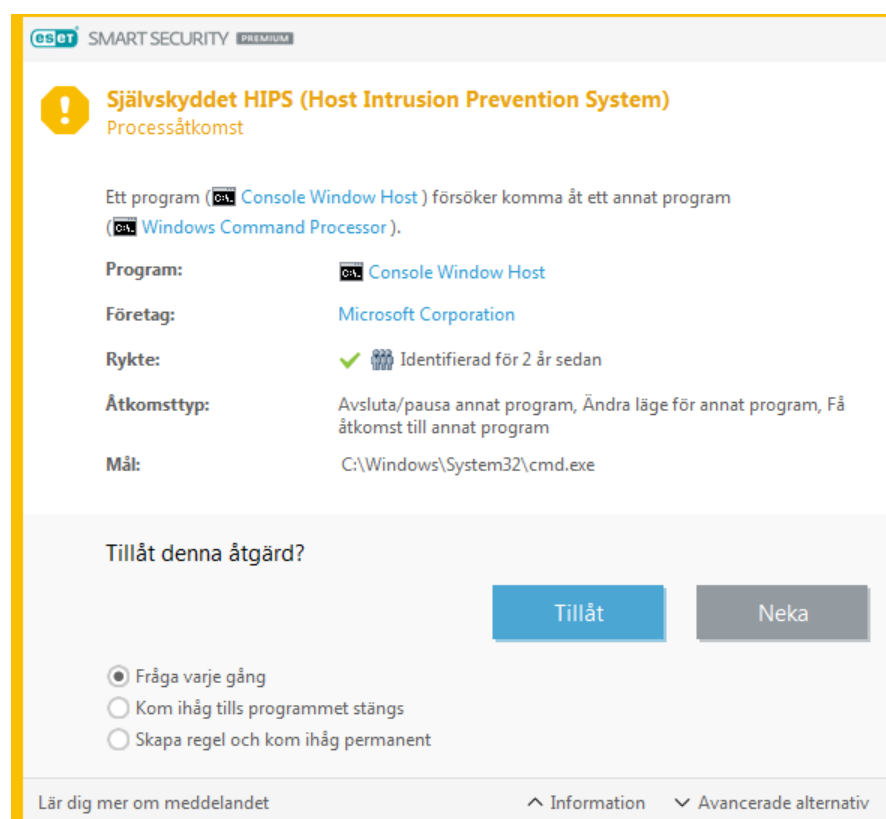 eset SMART SECURITY PREMIUM
Självskyddet HIPS (Host Intrusion Prevention System)
Processåtkomst
Ett program (C:\. Console Window Host ) försöker komma åt ett annat program
(C:\. Windows Command Processor ).
Program: C:\. Console Window Host
Företag: Microsoft Corporation
Rykte: Identifierad för 2 år sedan
Åtkomsttyp: Avsluta/pausa annat program, Ändra läge för annat program, Få
åtkomst till annat program
Mål: C:\Windows\System32\cmd.exe
Tillåt denna åtgärd?
Tillåt Neka
Fråga varje gång
Kom ihåg tills programmet stängs
Skapa regel och kom ihåg permanent
Lär dig mer om meddelandet Information Avancerade alternativ